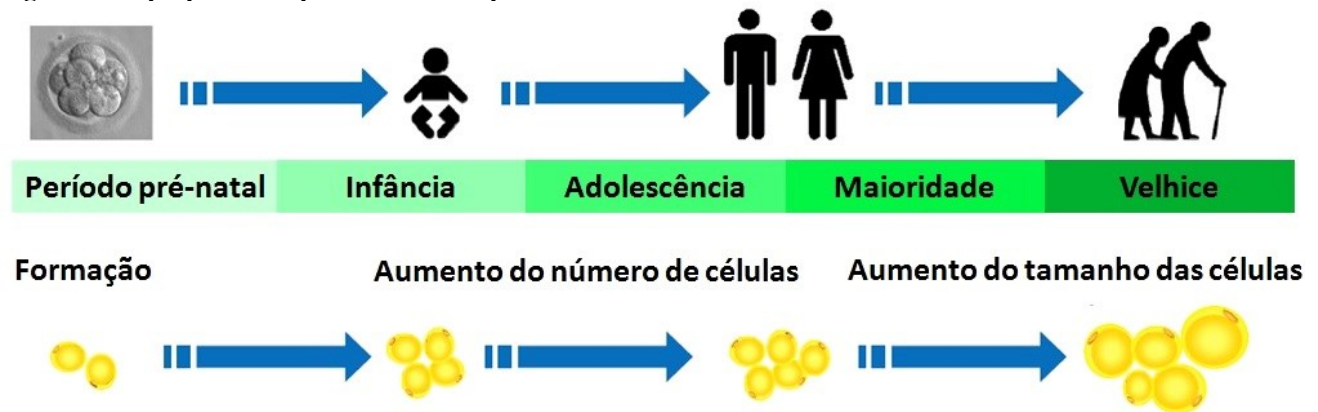 Período pré-natal Infância Adolescência Maioridade Velhice
Formação Aumento do número de células Aumento do tamanho das células